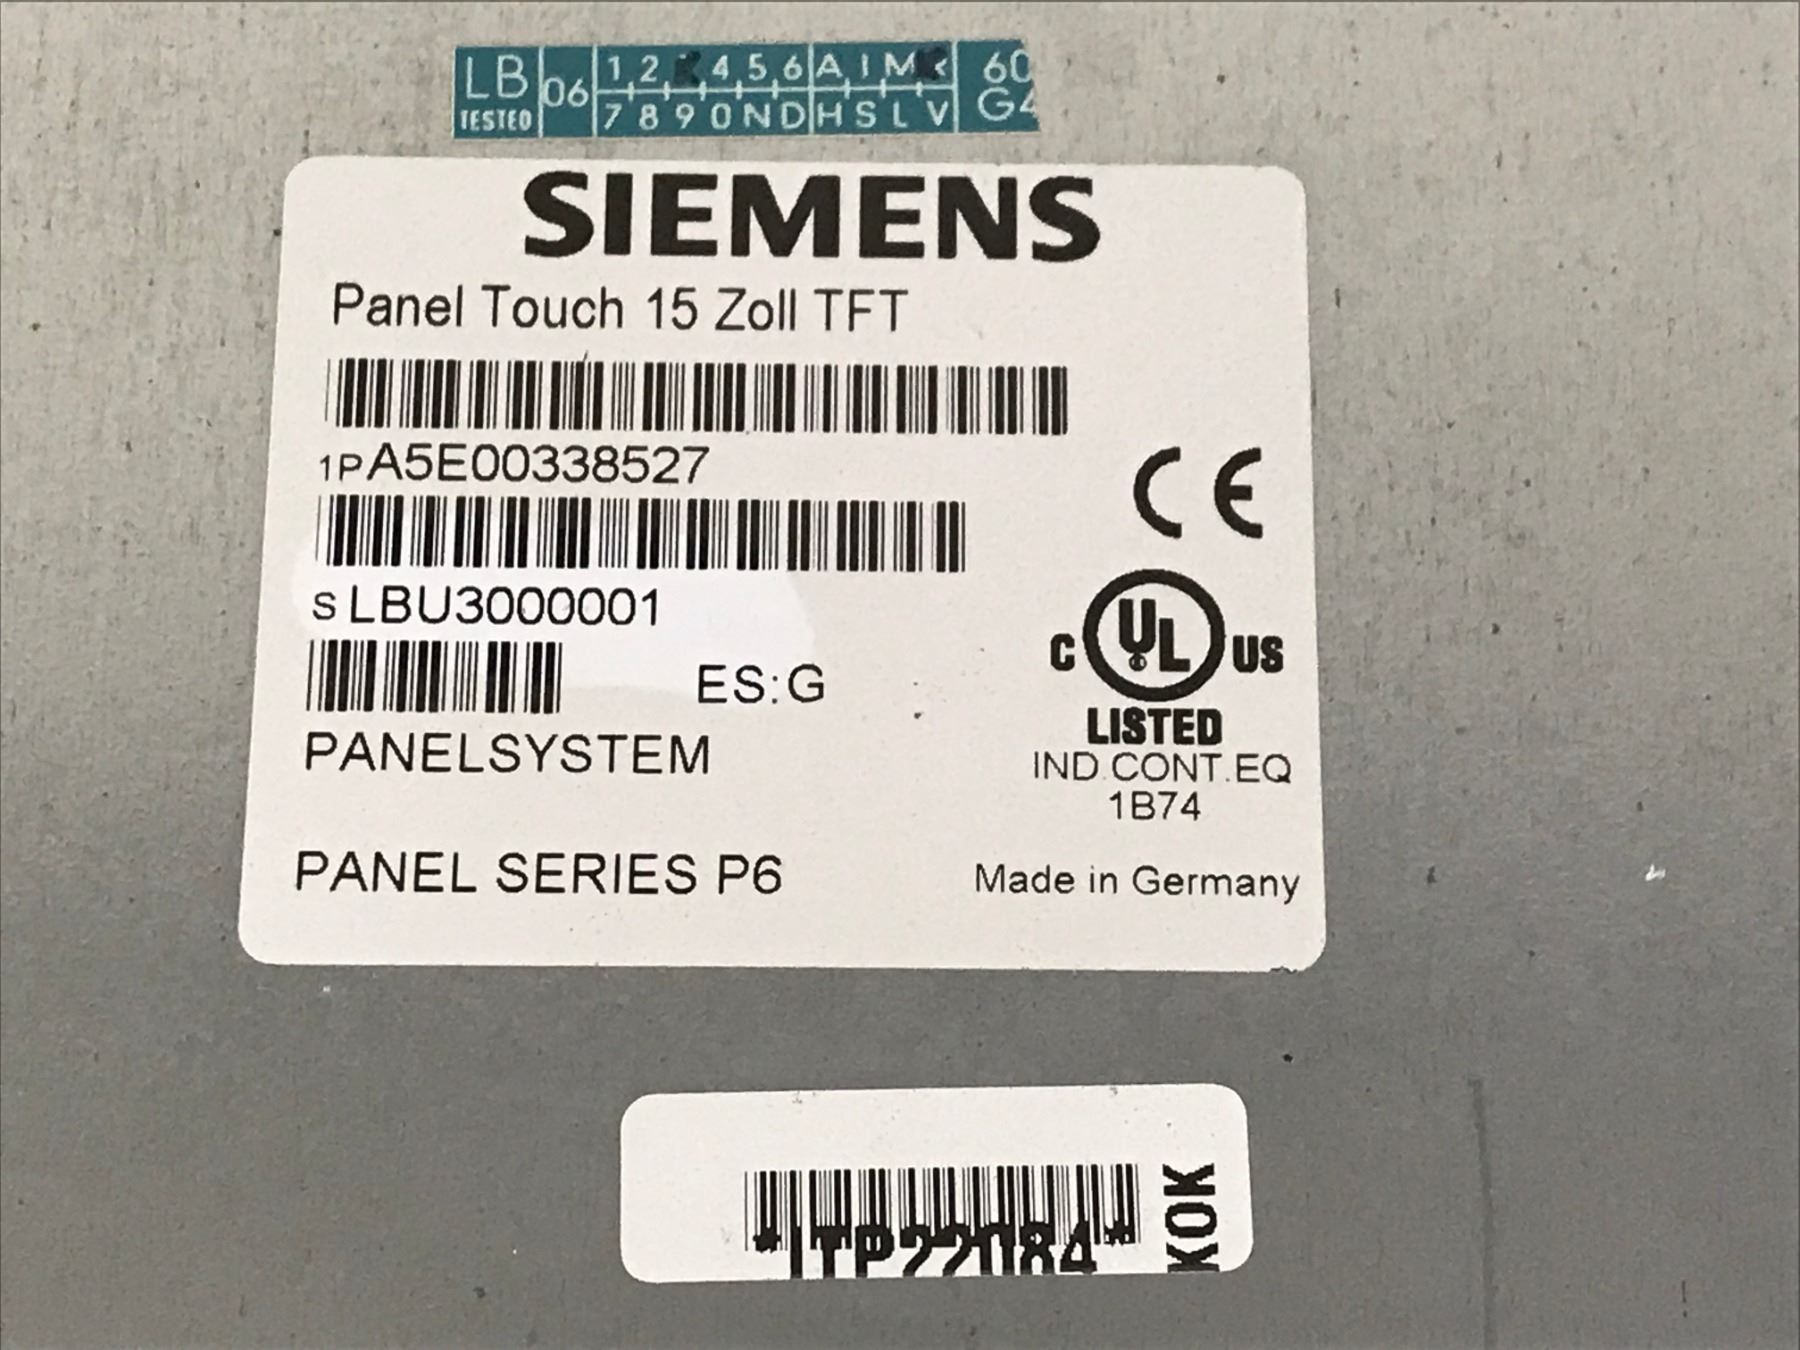 LB 06 1 2 4 5 6 A I M 60
TESTED 7 8 9 0 N D H S L V G4
SIEMENS
Panel Touch 15 Zoll TFT
1P A5E00338527
S LBU3000001
ES:G
PANELSYSTEM
PANEL SERIES P6
CE
C UL US
LISTED
IND.CONT.EQ
1B74
Made in Germany
*ITP22084*
KOK